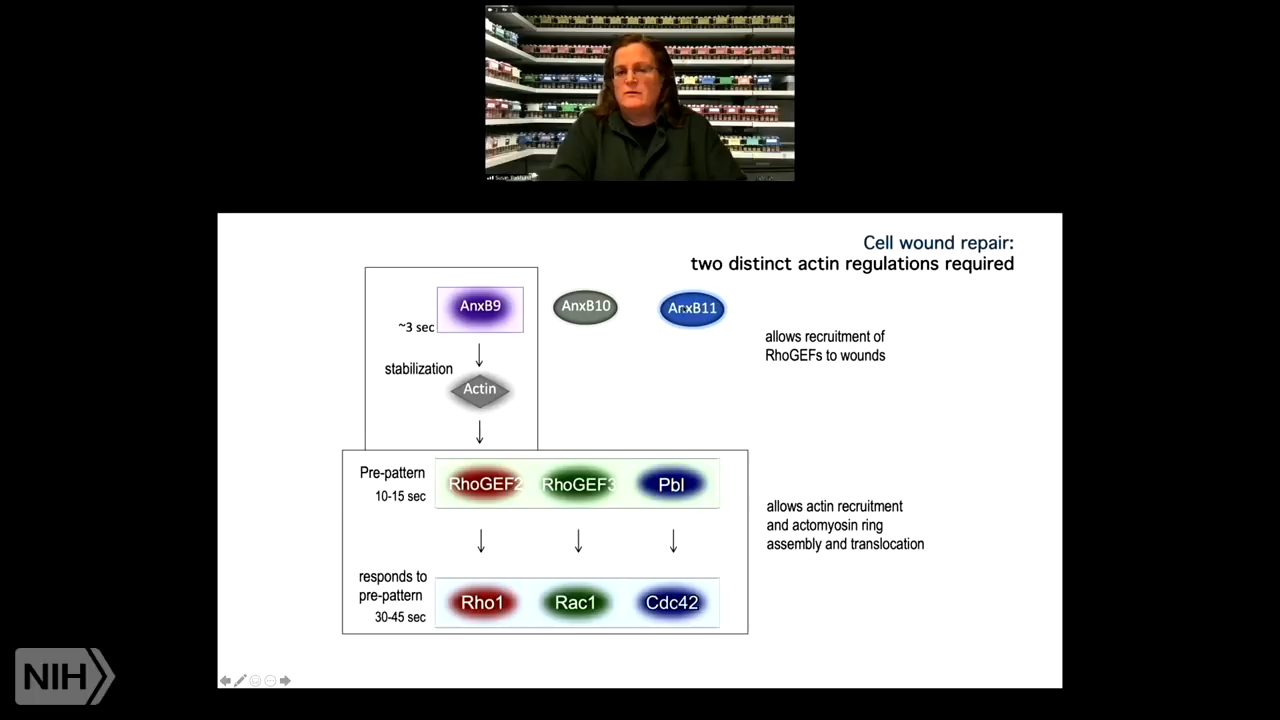 Susan Parkhurst
Cell wound repair:
two distinct actin regulations required
AnxB9
AnxB10
AnxB11
~3 sec
allows recruitment of
RhoGEFs to wounds
stabilization
Actin
Pre-pattern
10-15 sec
RhoGEF2
RhoGEF3
Pbl
allows actin recruitment
and actomyosin ring
assembly and translocation
responds to
pre-pattern
30-45 sec
Rho1
Rac1
Cdc42
NIH